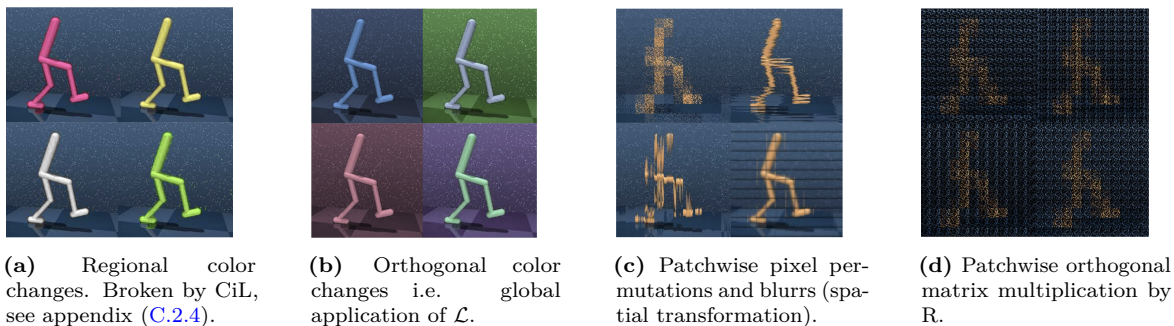 (a) Regional color
changes. Broken by CiL,
see appendix (C.2.4).
(b) Orthogonal color
changes i.e. global
application of L.
(c) Patchwise pixel per-
mutations and blurrs (spa-
tial transformation).
(d) Patchwise orthogonal
matrix multiplication by
R.